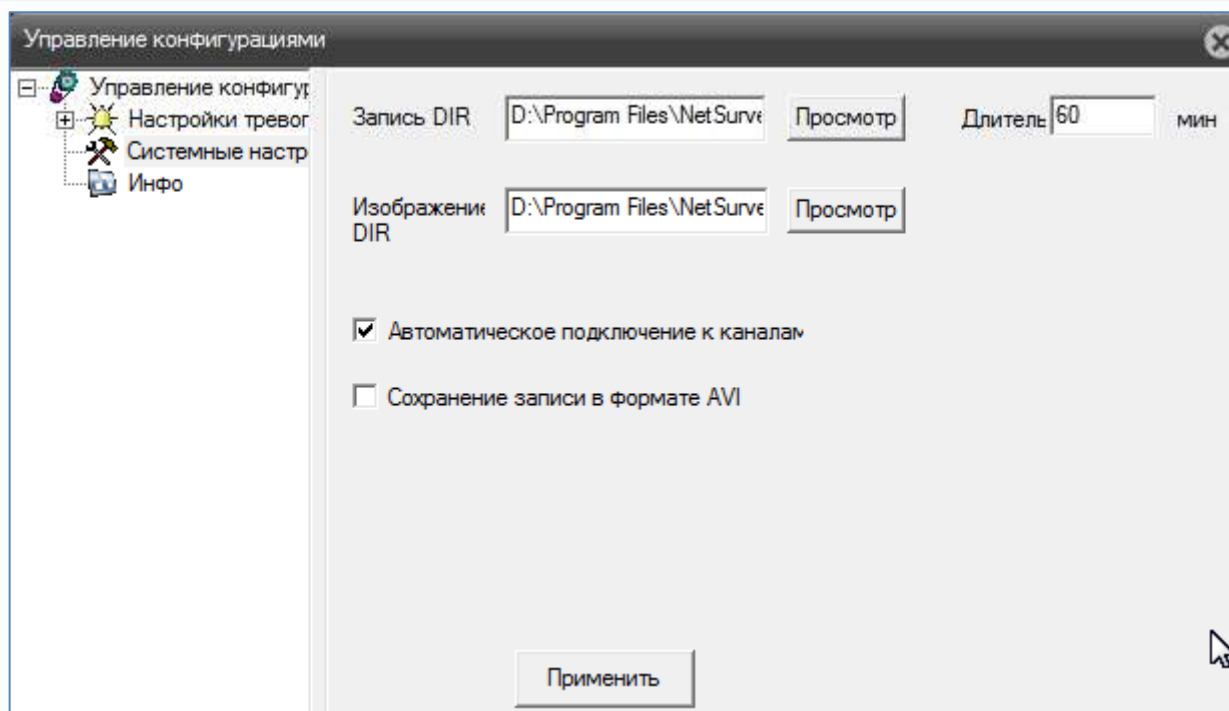 Управление конфигурациями
Управление конфигур
Настройки тревог
Системные настр
Инфо
Запись DIR D:\Program Files\NetSurve Просмотр Длитель 60 мин
Изображение D:\Program Files\NetSurve Просмотр
DIR
Автоматическое подключение к каналам
Сохранение записи в формате AVI
Применить